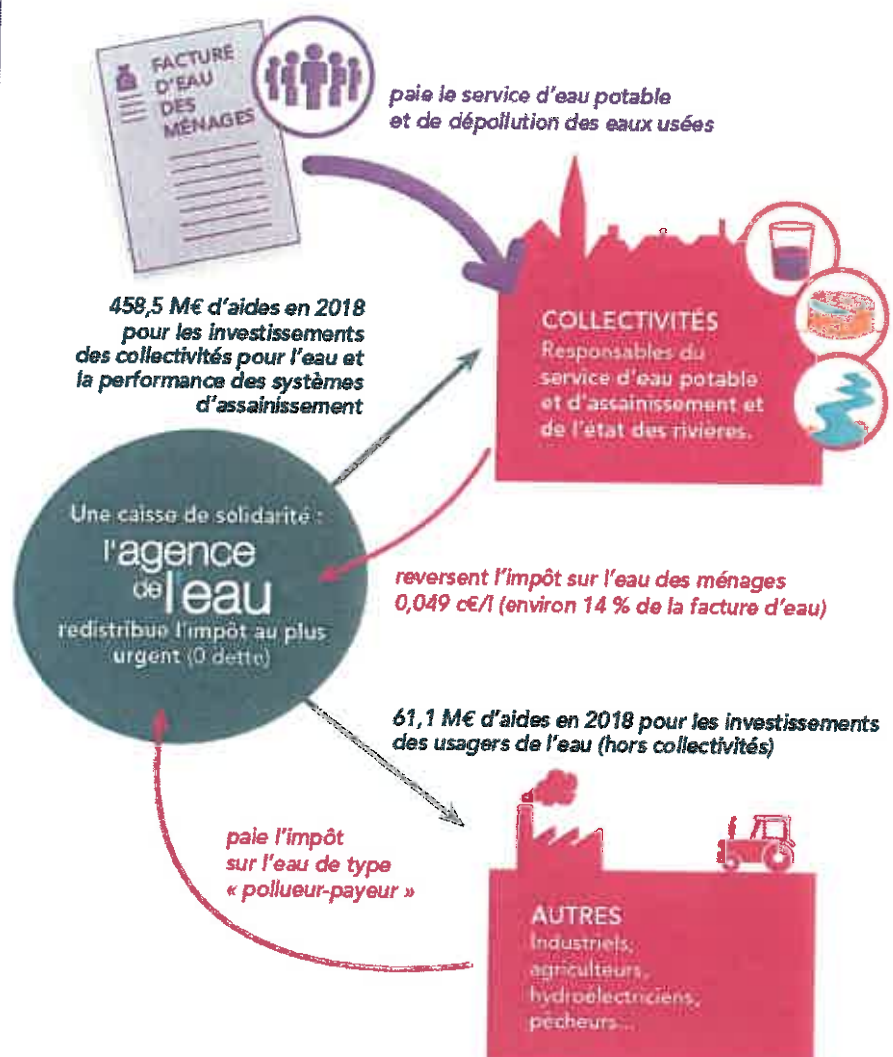 FACTURE
D'EAU
DES
MÉNAGES
paie le service d'eau potable
et de dépollution des eaux usées
458,5 M€ d'aides en 2018
pour les investissements
des collectivités pour l'eau et
la performance des systèmes
d'assainissement
COLLECTIVITÉS
Responsables du
service d'eau potable
et d'assainissement et
de l'état des rivières.
Une caisse de solidarité :
l'agence
de l'eau
redistribue l'impôt au plus
urgent (0 dette)
reversent l'impôt sur l'eau des ménages
0,049 c€/l (environ 14 % de la facture d'eau)
61,1 M€ d'aides en 2018 pour les investissements
des usagers de l'eau (hors collectivités)
paie l'impôt
sur l'eau de type
« pollueur-payeur »
AUTRES
Industriels,
agriculteurs,
hydroélectriciens,
pêcheurs...